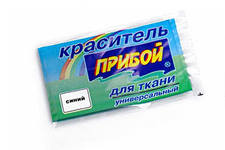 краситель
ПРИБОЙ®
синий
для ткани
универсальный